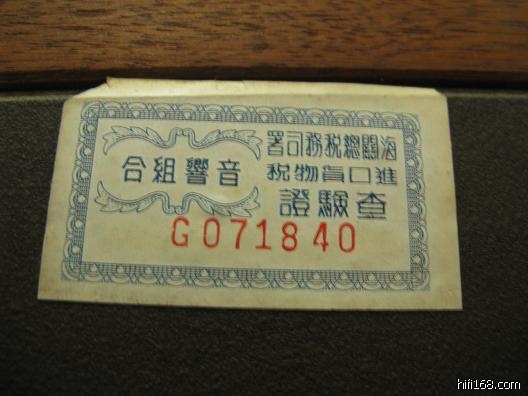 海關總稅務司署
進口貨物稅
查驗證
音響組合
G071840
hifi168.com